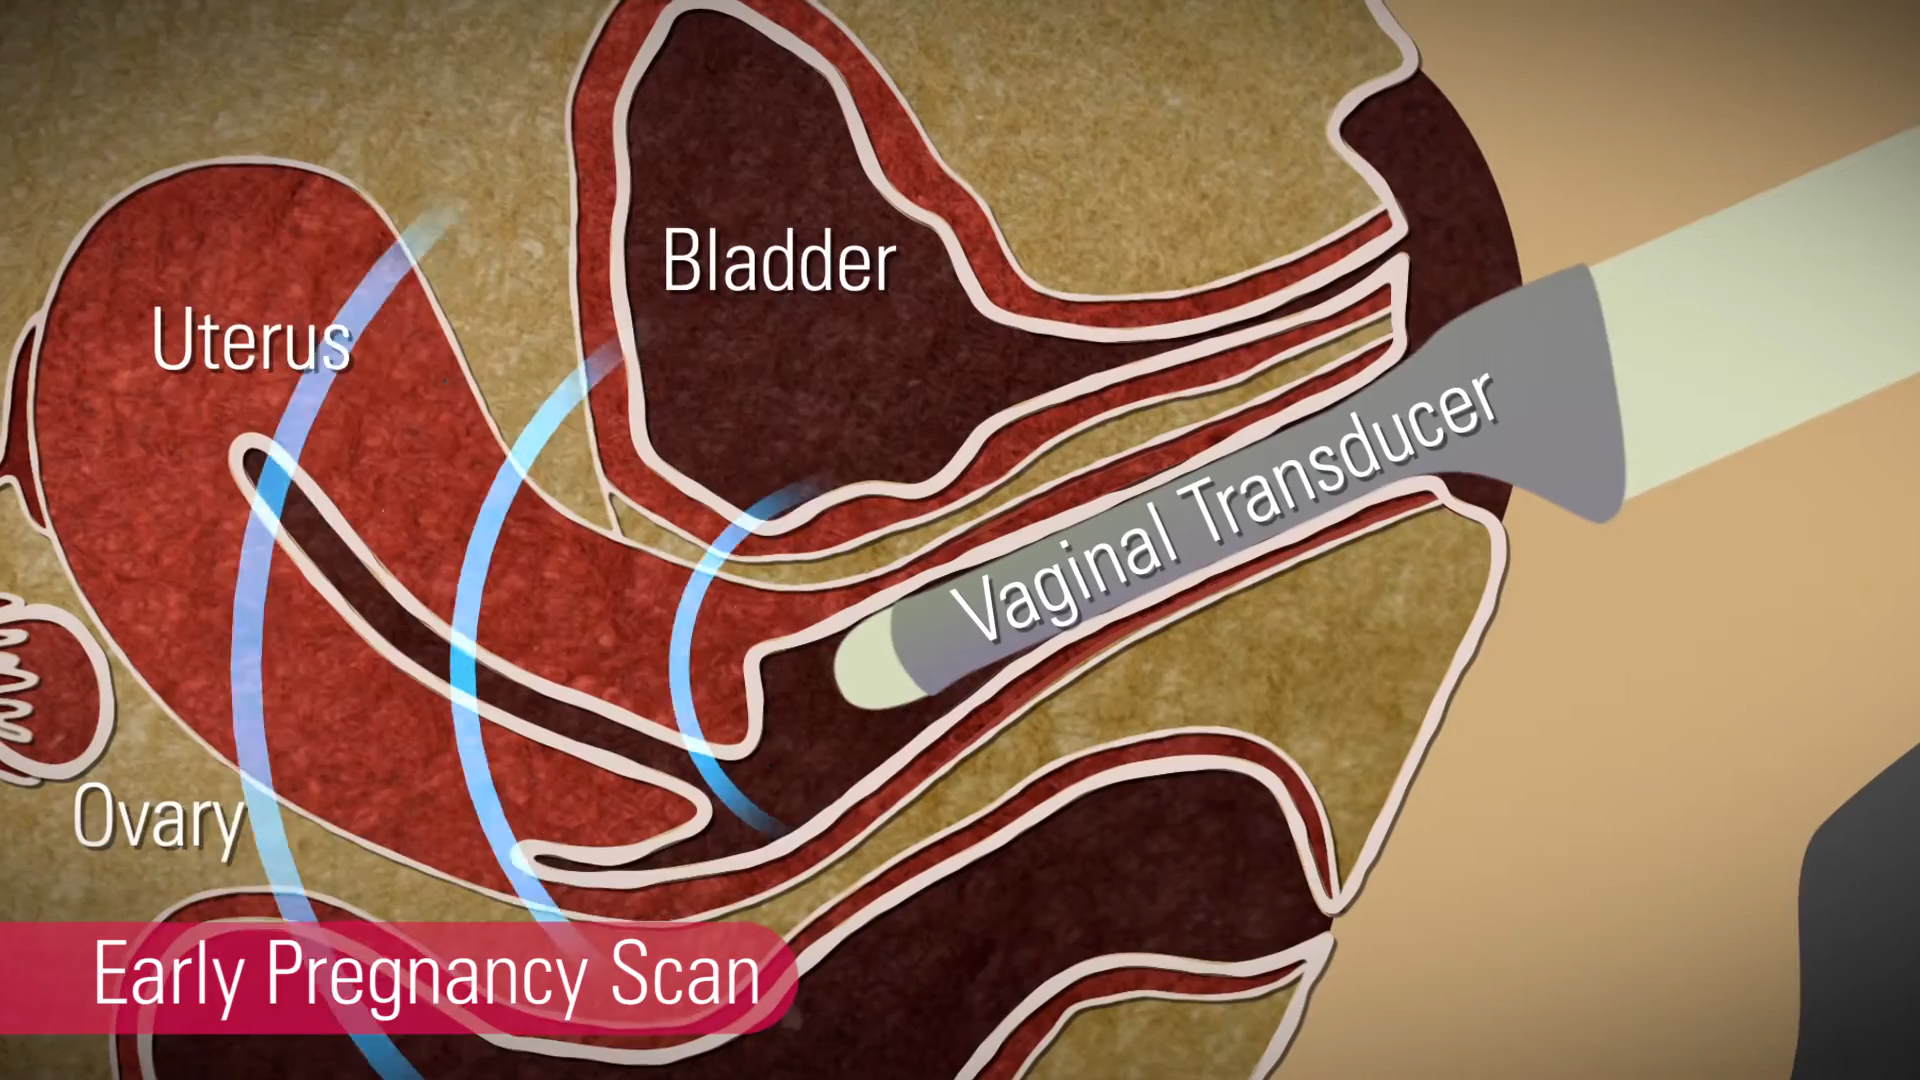 Bladder
Uterus
Vaginal Transducer
Ovary
Early Pregnancy Scan